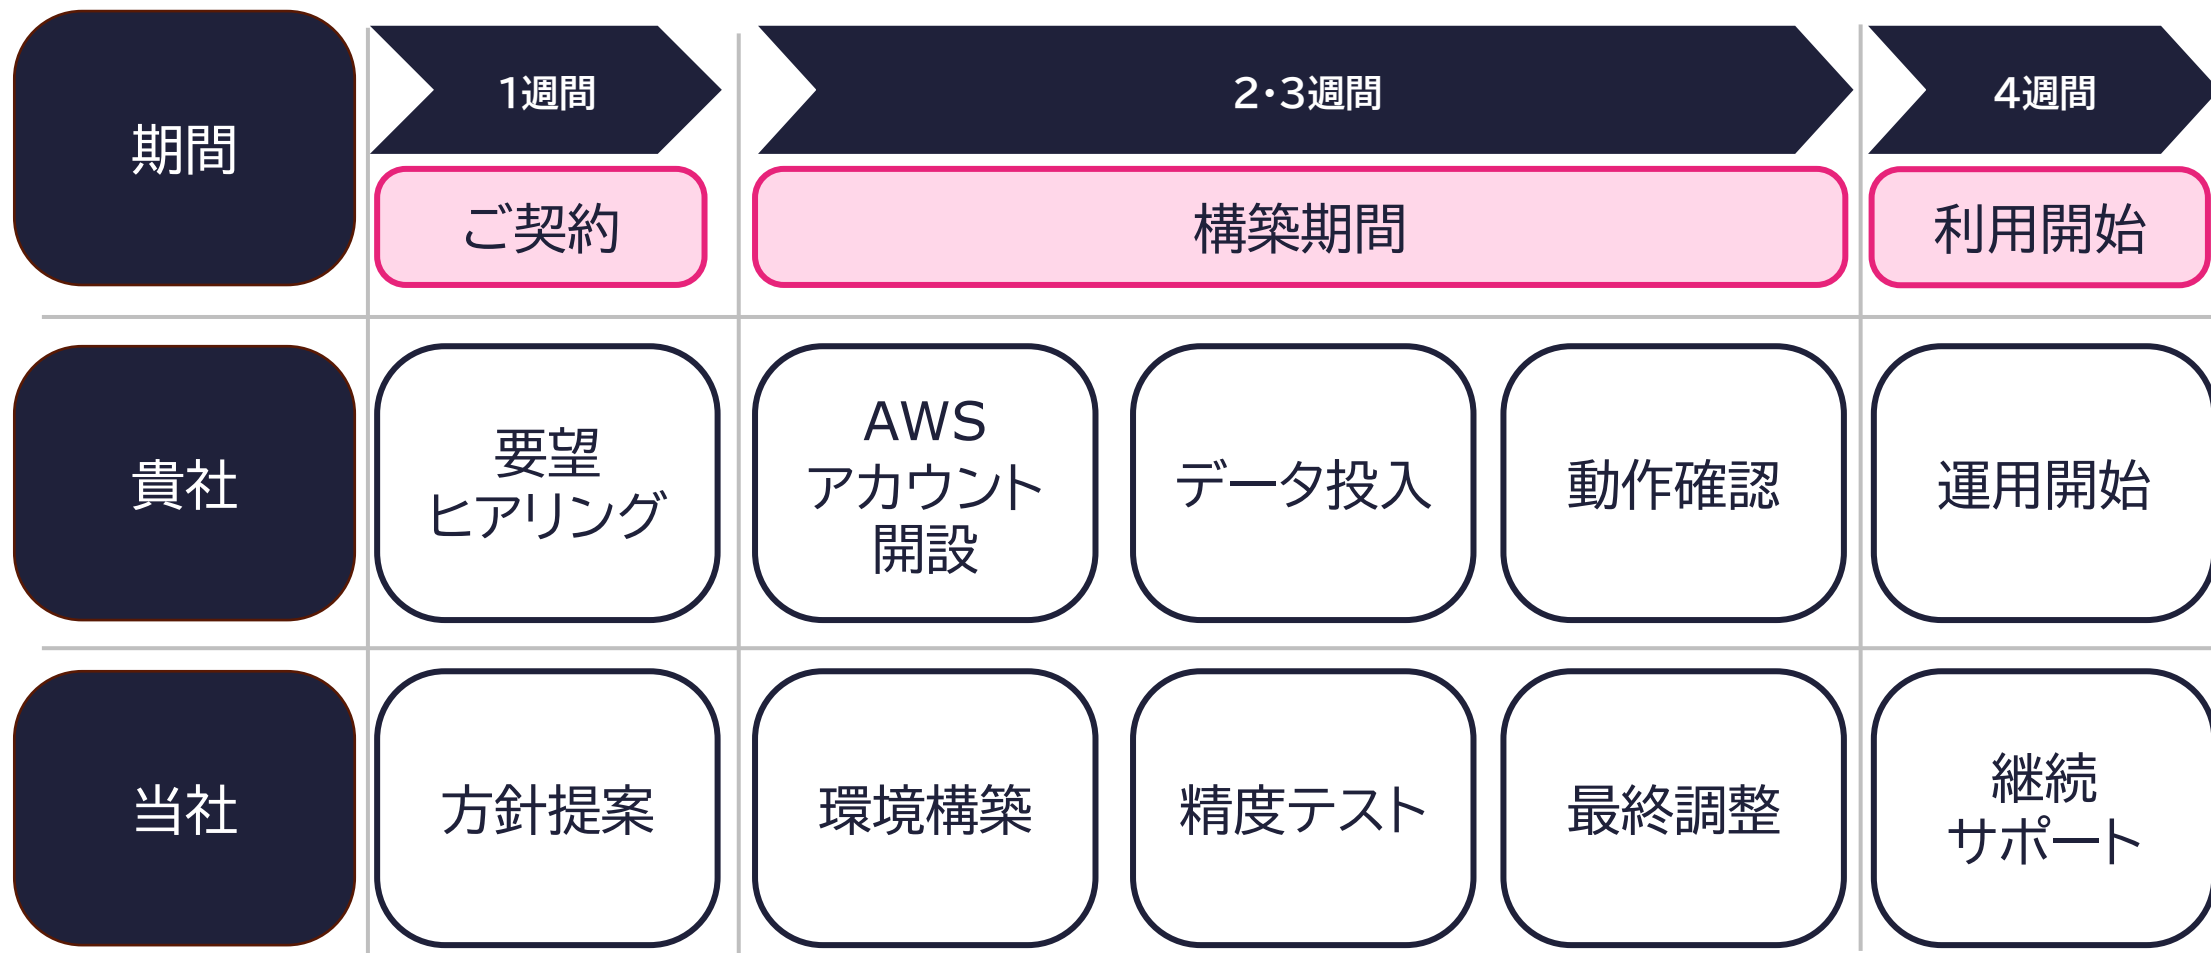 期間
1週間
2・3週間
4週間
ご契約
構築期間
利用開始
貴社
要望
ヒアリング
AWS
アカウント
開設
データ投入
動作確認
運用開始
当社
方針提案
環境構築
精度テスト
最終調整
継続
サポート